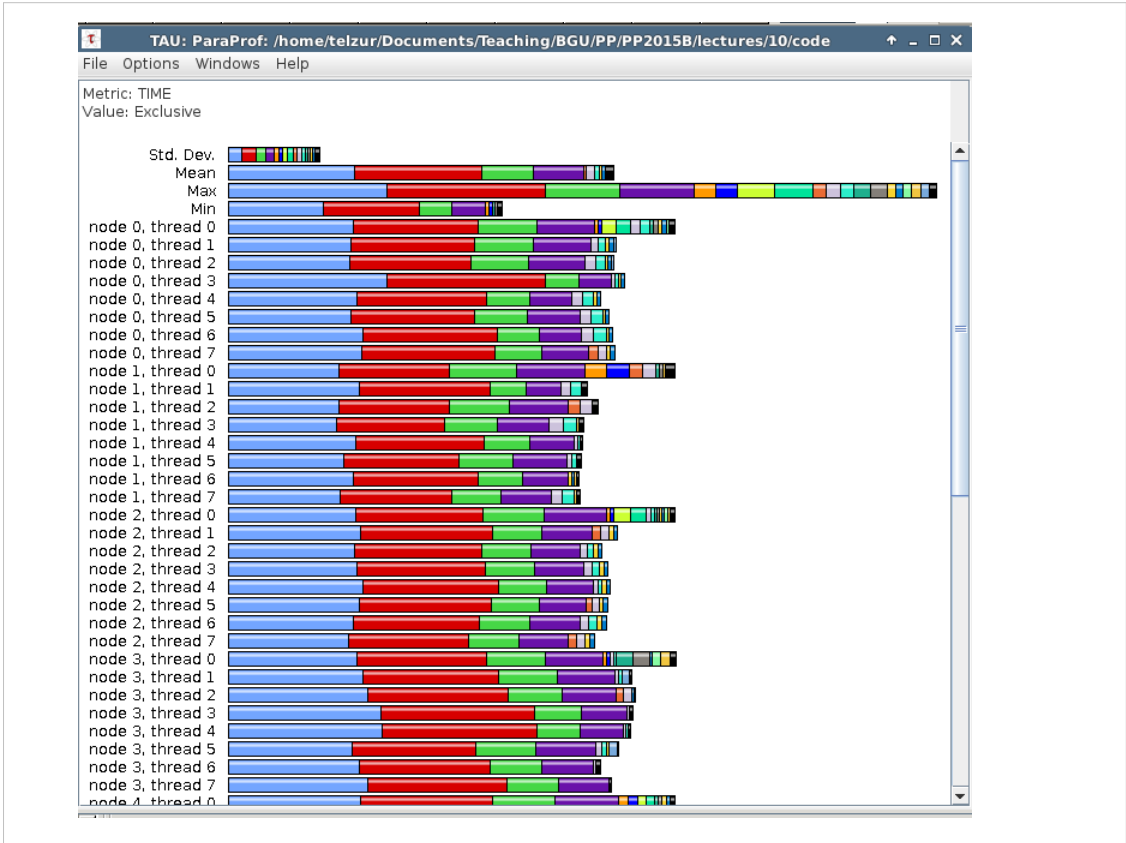 τ TAU: ParaProf: /home/telzur/Documents/Teaching/BGU/PP/PP2015B/lectures/10/code
File Options Windows Help
Metric: TIME
Value: Exclusive
Std. Dev.
Mean
Max
Min
node 0, thread 0
node 0, thread 1
node 0, thread 2
node 0, thread 3
node 0, thread 4
node 0, thread 5
node 0, thread 6
node 0, thread 7
node 1, thread 0
node 1, thread 1
node 1, thread 2
node 1, thread 3
node 1, thread 4
node 1, thread 5
node 1, thread 6
node 1, thread 7
node 2, thread 0
node 2, thread 1
node 2, thread 2
node 2, thread 3
node 2, thread 4
node 2, thread 5
node 2, thread 6
node 2, thread 7
node 3, thread 0
node 3, thread 1
node 3, thread 2
node 3, thread 3
node 3, thread 4
node 3, thread 5
node 3, thread 6
node 3, thread 7
node 4, thread 0